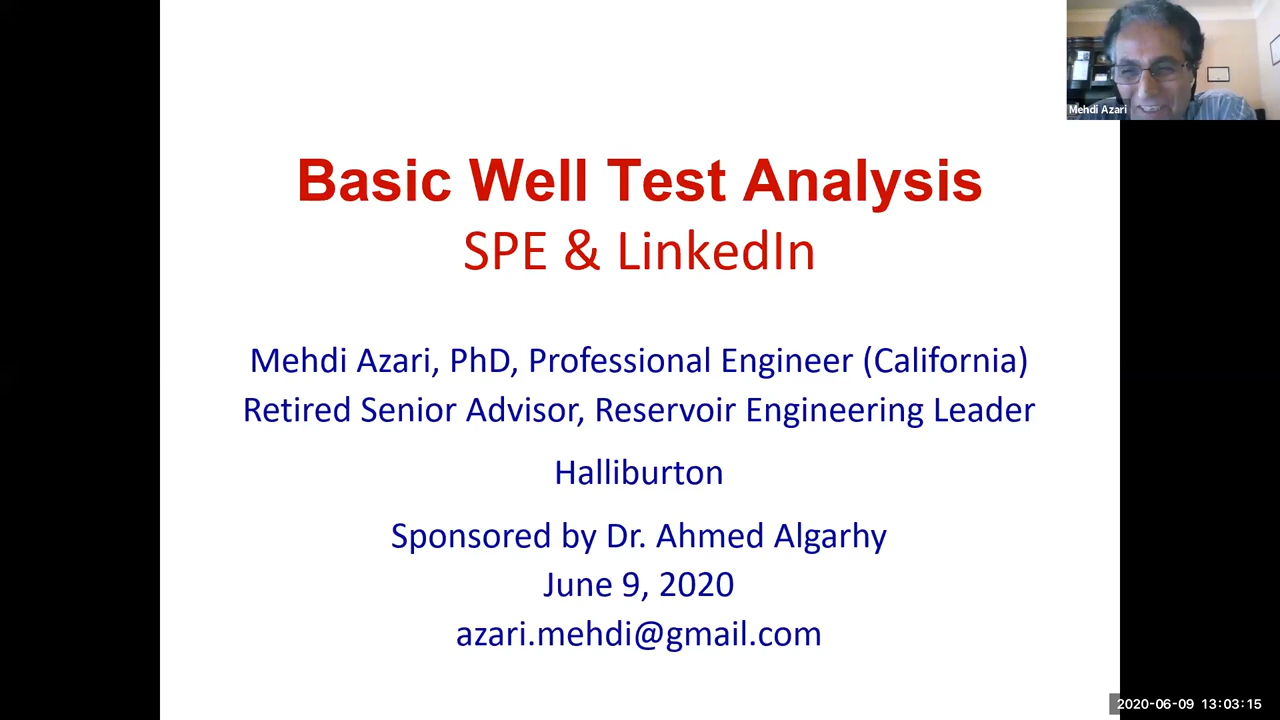 Mehdi Azari
Basic Well Test Analysis
SPE & LinkedIn
Mehdi Azari, PhD, Professional Engineer (California)
Retired Senior Advisor, Reservoir Engineering Leader
Halliburton
Sponsored by Dr. Ahmed Algarhy
June 9, 2020
azari.mehdi@gmail.com
2020-06-09 13:03:15